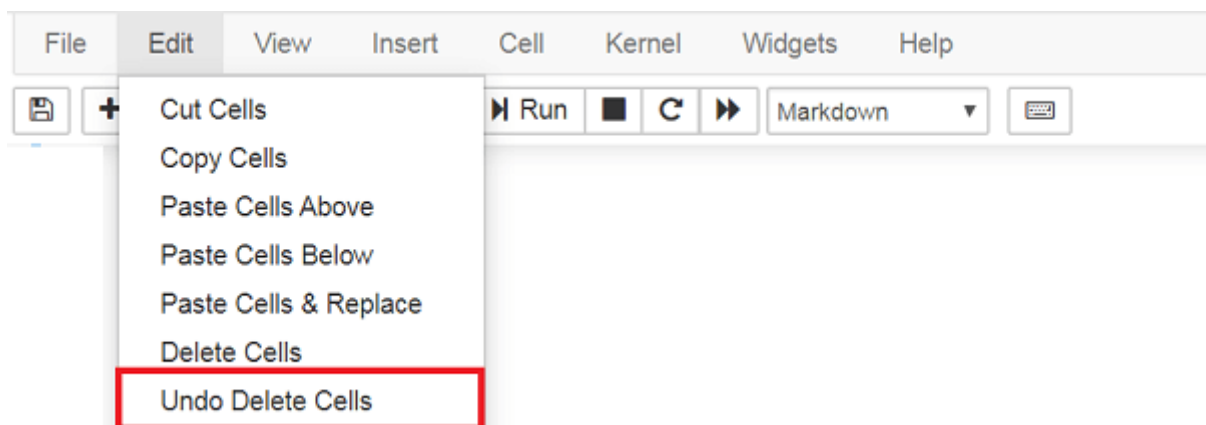 File Edit View Insert Cell Kernel Widgets Help
Run Markdown
Cut Cells
Copy Cells
Paste Cells Above
Paste Cells Below
Paste Cells & Replace
Delete Cells
Undo Delete Cells